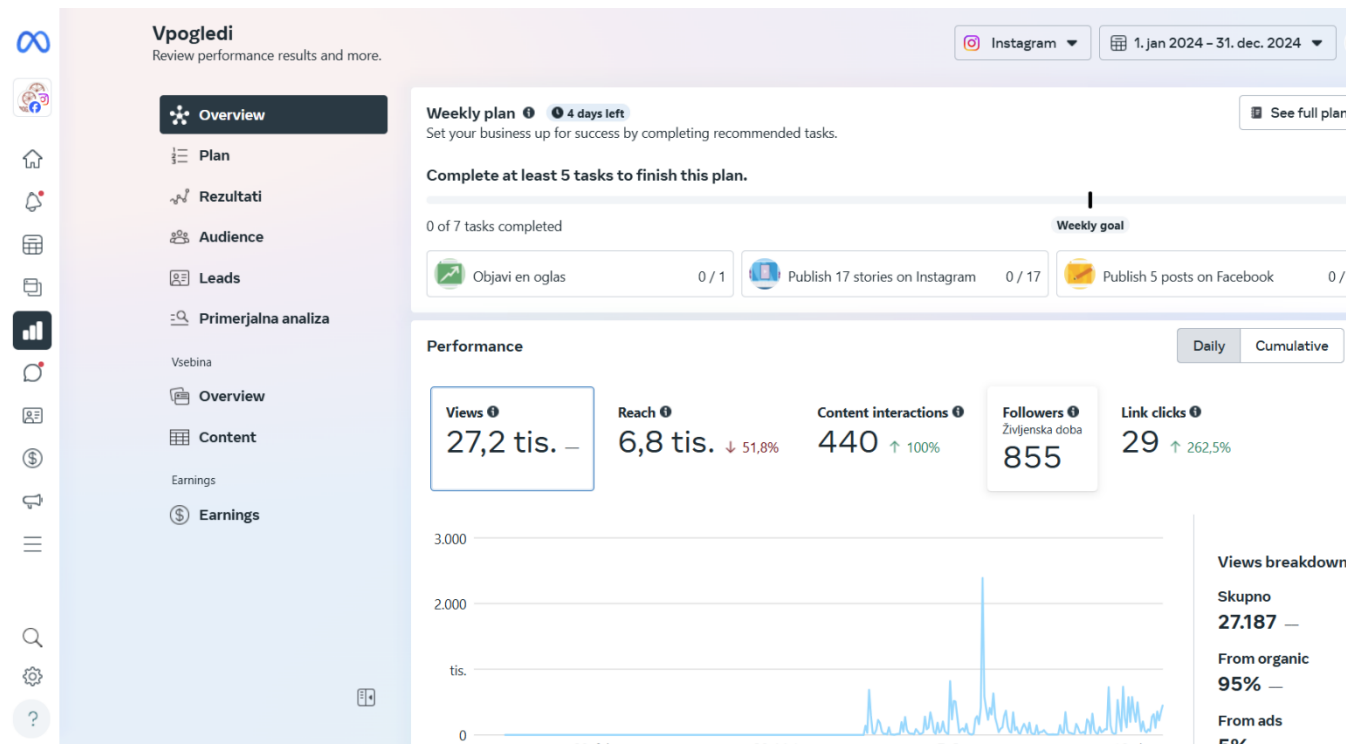 Vpogledi
Review performance results and more.
Instagram
1. jan 2024 – 31. dec. 2024
Overview
Plan
Rezultati
Audience
Leads
Primerjalna analiza
Vsebina
Overview
Content
Earnings
Earnings
Weekly plan 4 days left
See full plan
Set your business up for success by completing recommended tasks.
Complete at least 5 tasks to finish this plan.
0 of 7 tasks completed
Weekly goal
Objavi en oglas 0 / 1
Publish 17 stories on Instagram 0 / 17
Publish 5 posts on Facebook 0 /
Performance
Daily Cumulative
Views
27,2 tis. —
Reach
6,8 tis. ↓ 51,8%
Content interactions
440 ↑ 100%
Followers
Življenska doba
855
Link clicks
29 ↑ 262,5%
3.000
2.000
tis.
0
Views breakdown
Skupno
27.187 —
From organic
95% —
From ads